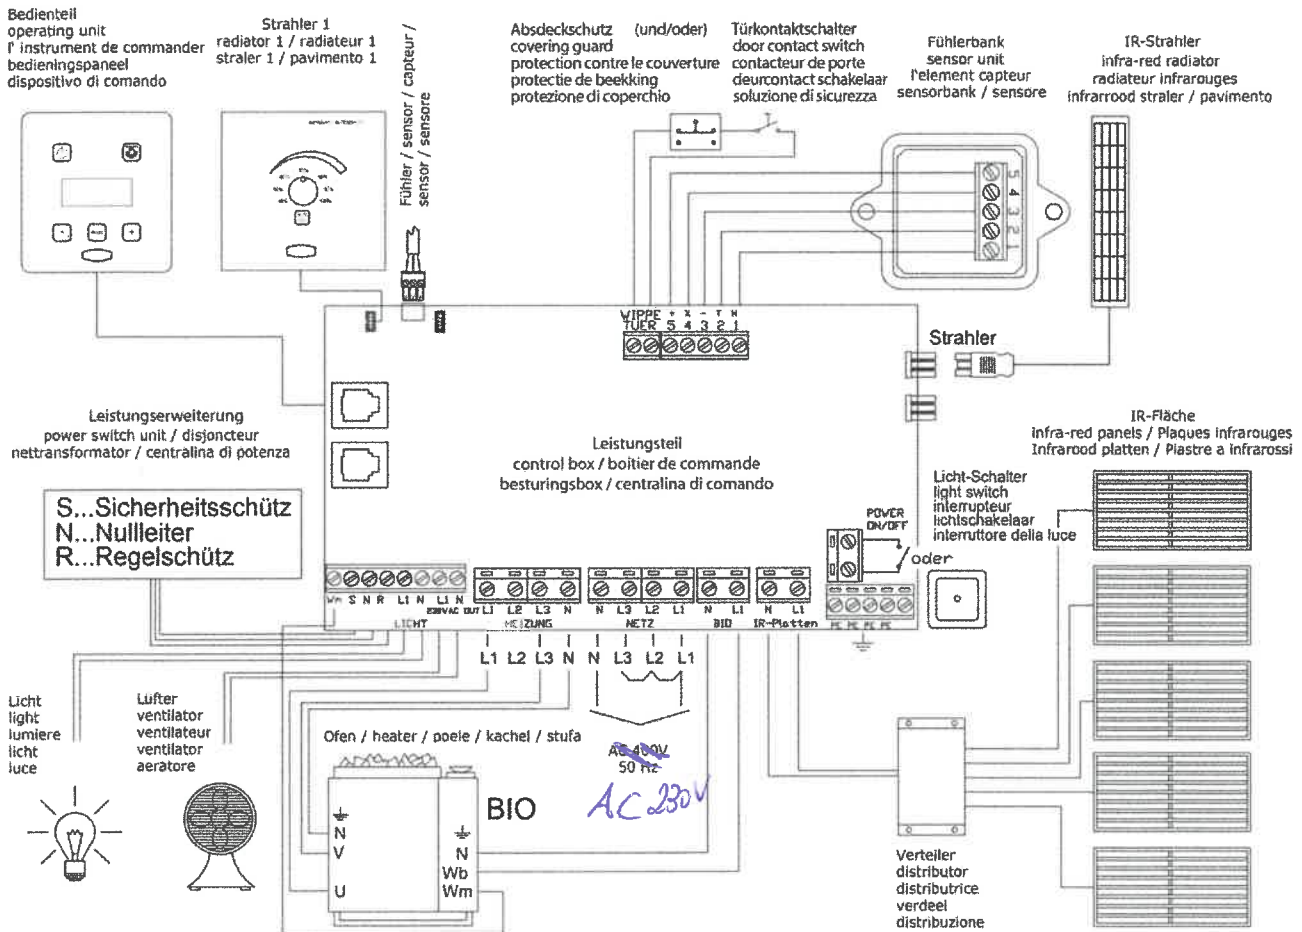 Bedienteil
operating unit
l' instrument de commander
bedieningspaneel
dispositivo di comando
Strahler 1
radiator 1 / radiateur 1
straler 1 / pavimento 1
Fühler / sensor / capteur /
sensor / sensore
Absdeckschutz (und/oder)
covering guard
protection contre le couverture
protectie de beekking
protezione di coperchio
Türkontaktschalter
door contact switch
contacteur de porte
deurcontact schakelaar
soluzione di sicurezza
Fühlerbank
sensor unit
l'element capteur
sensorbank / sensore
IR-Strahler
infra-red radiator
radiateur infrarouges
infrarrood straler / pavimento
5
4
3
2
1
WIPPE + X - T H
TUER 5 4 3 2 1
Strahler
Leistungserweiterung
power switch unit / disjoncteur
nettransformator / centralina di potenza
S...Sicherheitsschütz
N...Nullleiter
R...Regelschütz
Leistungsteil
control box / boitier de commande
besturingsbox / centralina di comando
IR-Fläche
infra-red panels / Plaques infrarouges
Infrarood platten / Piastre a infrarossi
Licht-Schalter
light switch
interrupteur
lichtschakelaar
interruttore della luce
POWER
ON/OFF
oder
Wm S N R L1 N L1 N
230VAC OUT
LICHT
L1 L2 L3 N
HEIZUNG
N L3 L2 L1
NETZ
N L1
BIO
N L1
IR-Platten
PE PE PE PE
L1 L2 L3 N N L3 L2 L1
Licht
light
lumiere
licht
luce
Lüfter
ventilator
ventilateur
ventilator
aeratore
Ofen / heater / poele / kachel / stufa
AC 400V
50 Hz
AC 230V
BIO
N
V
U
N
Wb
Wm
Verteiler
distributor
distributrice
verdeel
distribuzione